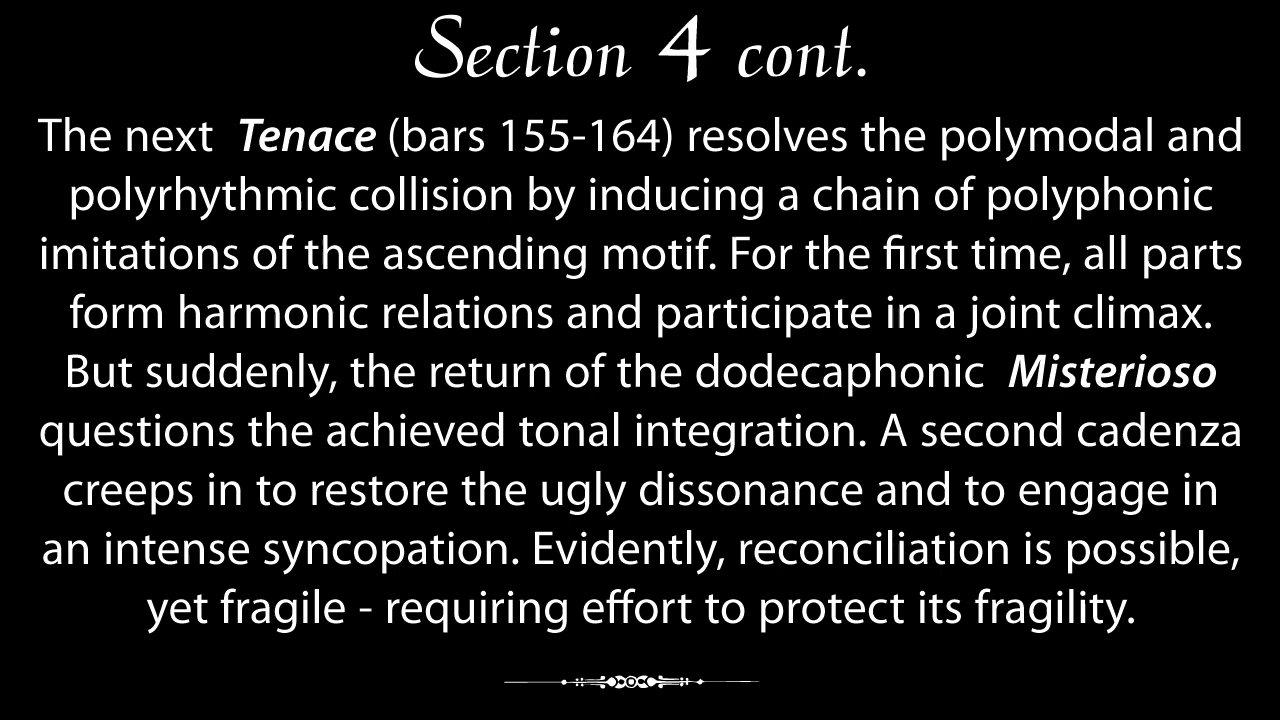 Section 4 cont.
The next Tenace (bars 155-164) resolves the polymodal and
polyrhythmic collision by inducing a chain of polyphonic
imitations of the ascending motif. For the first time, all parts
form harmonic relations and participate in a joint climax.
But suddenly, the return of the dodecaphonic Misterioso
questions the achieved tonal integration. A second cadenza
creeps in to restore the ugly dissonance and to engage in
an intense syncopation. Evidently, reconciliation is possible,
yet fragile - requiring effort to protect its fragility.